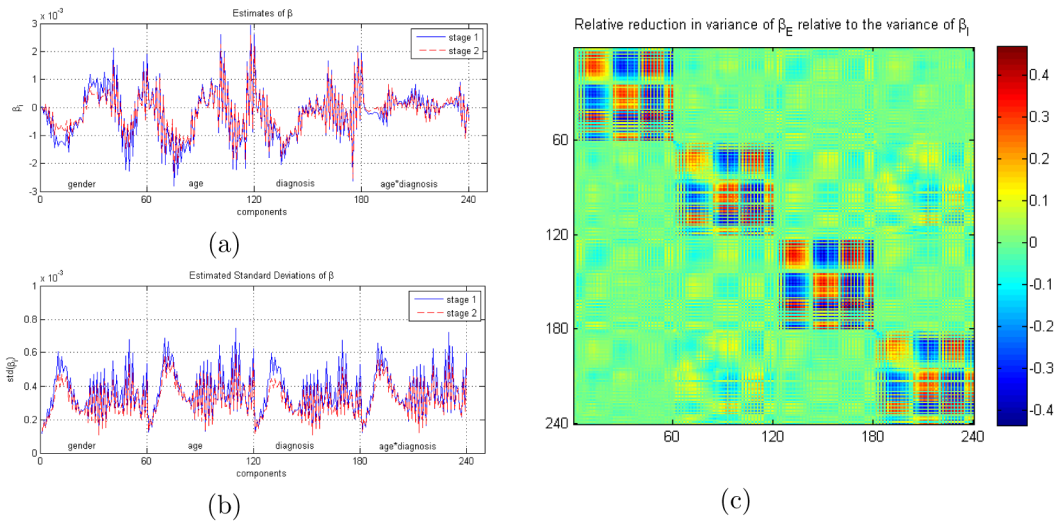 Estimates of β
x 10⁻³
3
2
1
0
-1
-2
-3
βᵢ
stage 1
stage 2
gender
age
diagnosis
age*diagnosis
0
60
120
180
240
components
(a)
Estimated Standard Deviations of β
x 10⁻³
1
0.8
0.6
0.4
0.2
0
std(βᵢ)
stage 1
stage 2
gender
age
diagnosis
age*diagnosis
0
60
120
180
240
components
(b)
Relative reduction in variance of β_E relative to the variance of β_I
60
120
180
240
60
120
180
240
0.4
0.3
0.2
0.1
0
-0.1
-0.2
-0.3
-0.4
(c)